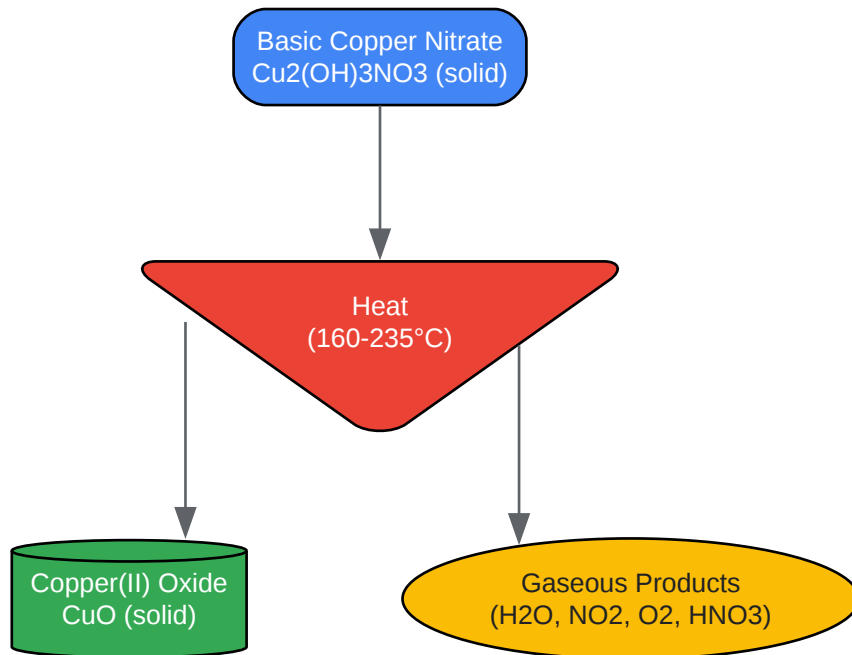 Basic Copper Nitrate
Cu2(OH)3NO3 (solid)
Heat
(160-235°C)
Copper(II) Oxide
CuO (solid)
Gaseous Products
(H2O, NO2, O2, HNO3)